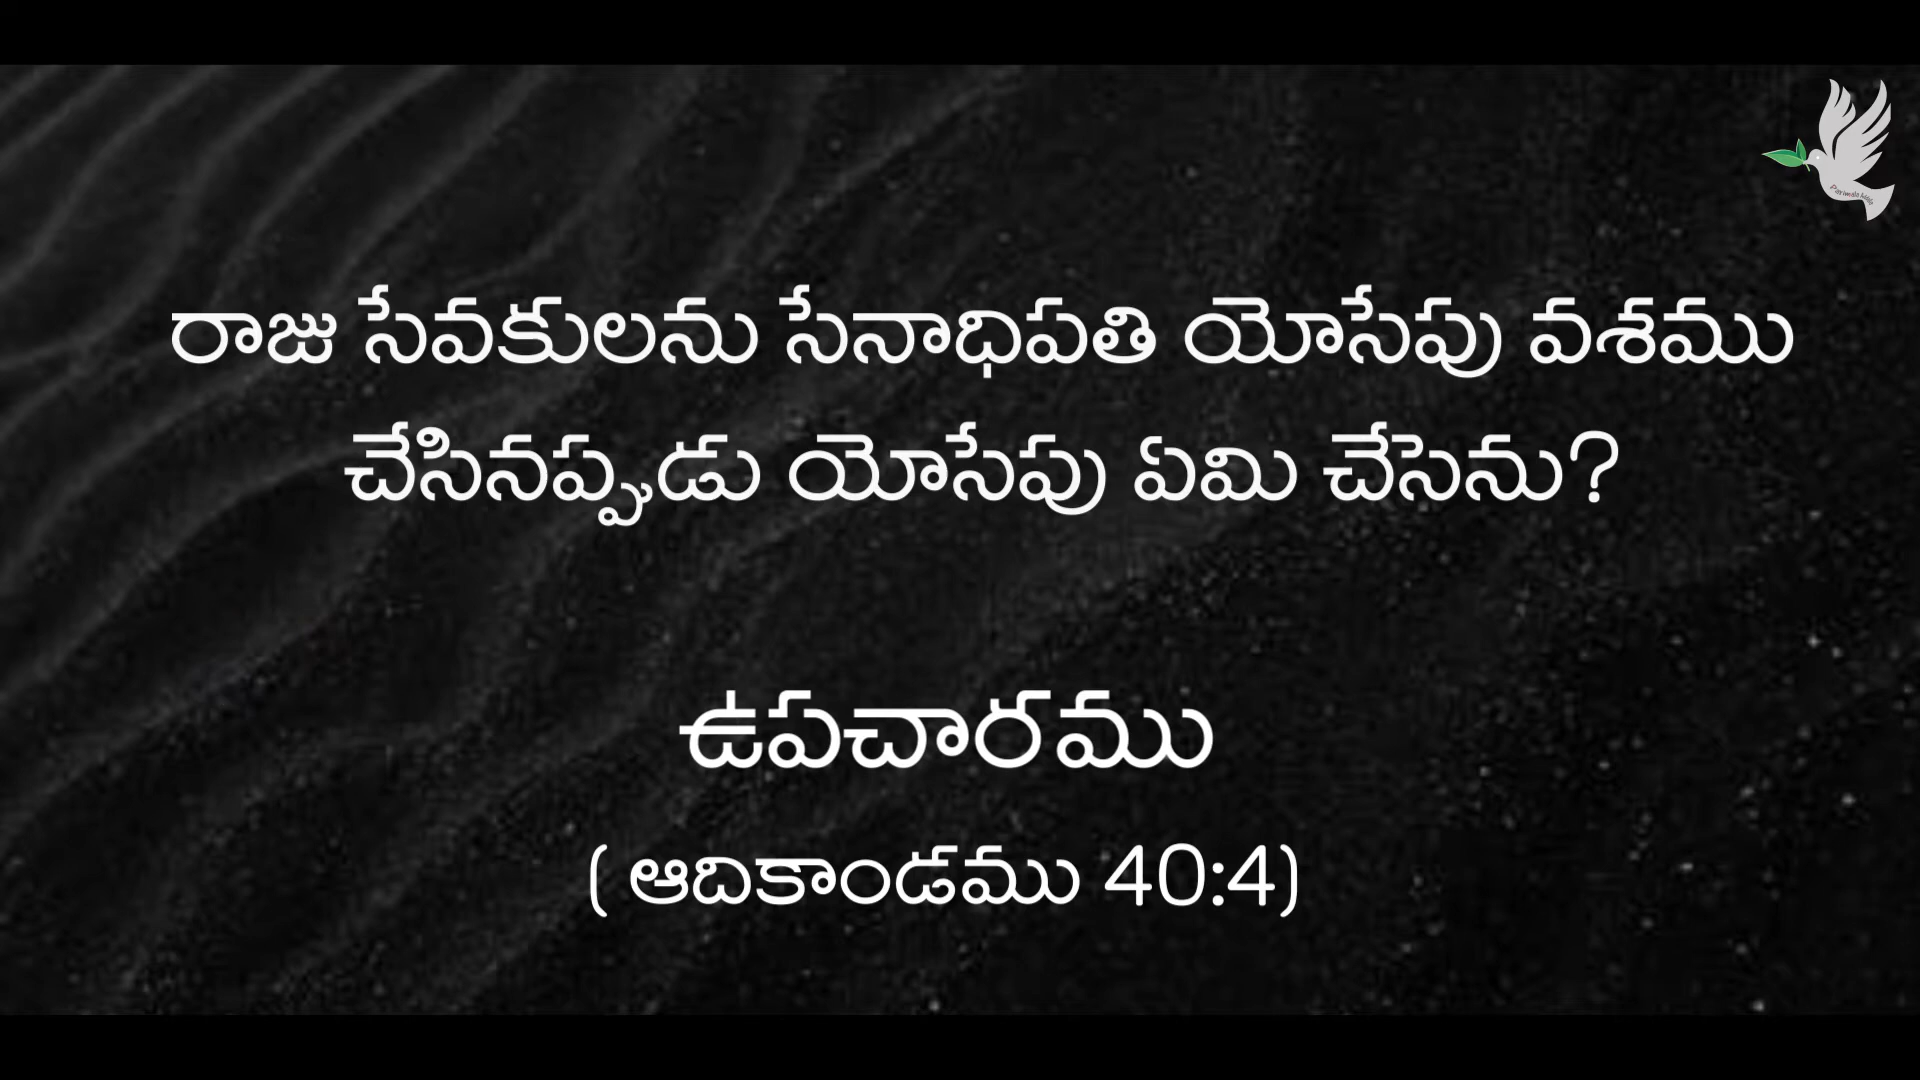 రాజు సేవకులను సేనాధిపతి యోసేపు వశము
చేసినప్పుడు యోసేపు ఏమి చేసెను?
ఉపచారము
( ఆదికాండము 40:4)